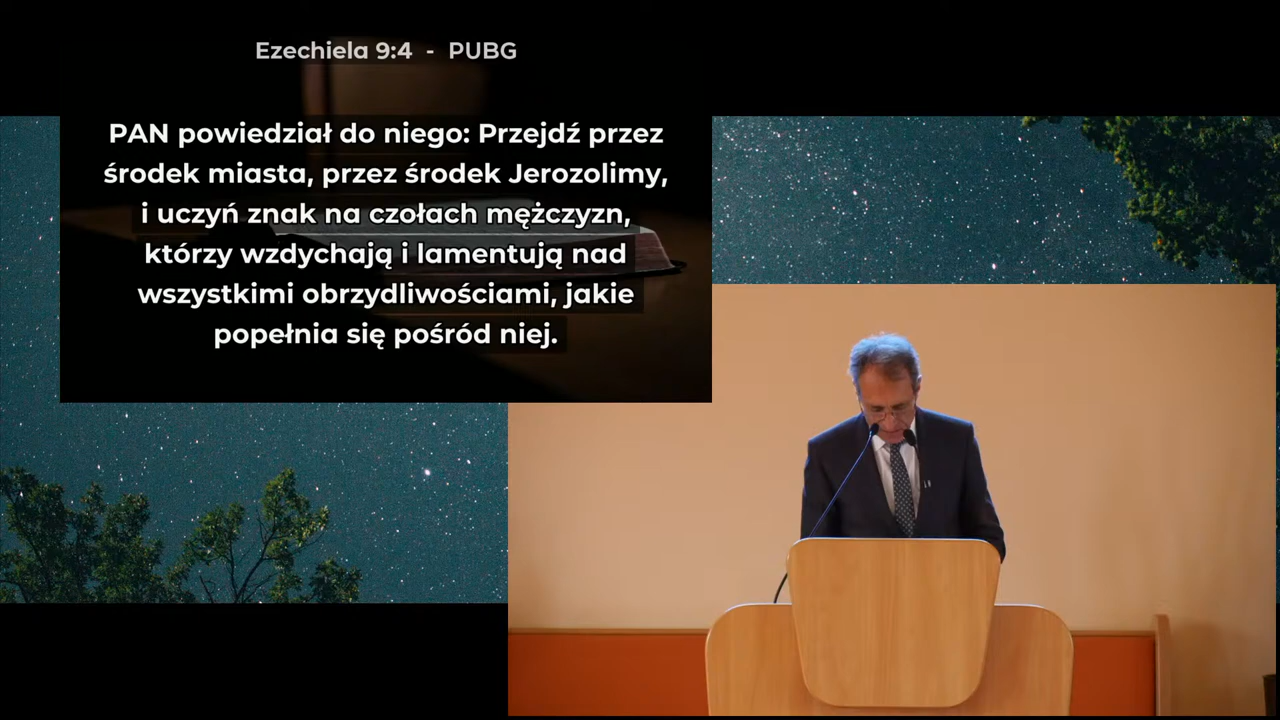 Ezechiela 9:4 - PUBG
PAN powiedział do niego: Przejdź przez
środek miasta, przez środek Jerozolimy,
i uczyń znak na czołach mężczyzn,
którzy wzdychają i lamentują nad
wszystkimi obrzydliwościami, jakie
popełnia się pośród niej.